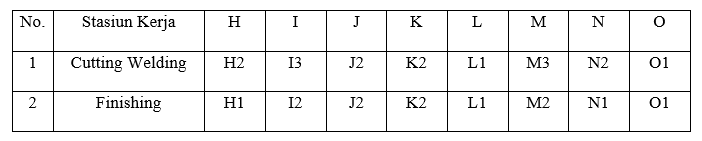 No. Stasiun Kerja H I J K L M N O
1 Cutting Welding H2 I3 J2 K2 L1 M3 N2 O1
2 Finishing H1 I2 J2 K2 L1 M2 N1 O1